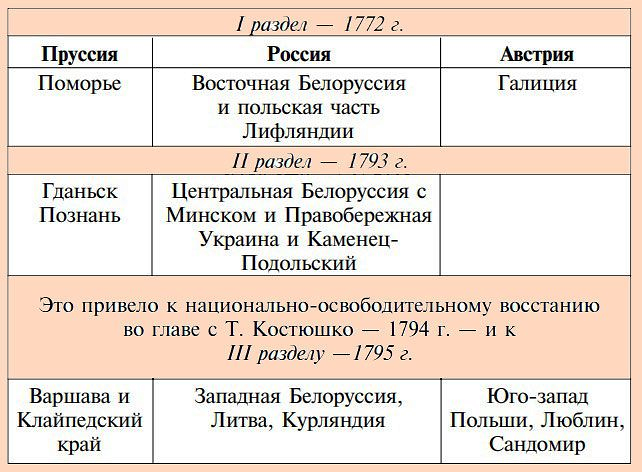 I раздел — 1772 г.
Пруссия
Россия
Австрия
Поморье
Восточная Белоруссия
и польская часть
Лифляндии
Галиция
II раздел — 1793 г.
Гданьск
Познань
Центральная Белоруссия с
Минском и Правобережная
Украина и Каменец-
Подольский
Это привело к национально-освободительному восстанию
во главе с Т. Костюшко — 1794 г. — и к
III разделу —1795 г.
Варшава и
Клайпедский
край
Западная Белоруссия,
Литва, Курляндия
Юго-запад
Польши, Люблин,
Сандомир